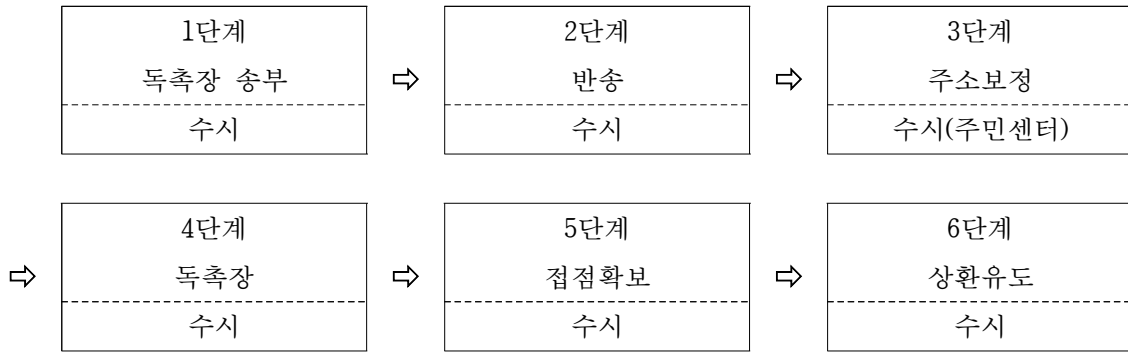 1단계
독촉장 송부
수시
⇨
2단계
반송
수시
⇨
3단계
주소보정
수시(주민센터)
⇨
4단계
독촉장
수시
⇨
5단계
접점확보
수시
⇨
6단계
상환유도
수시